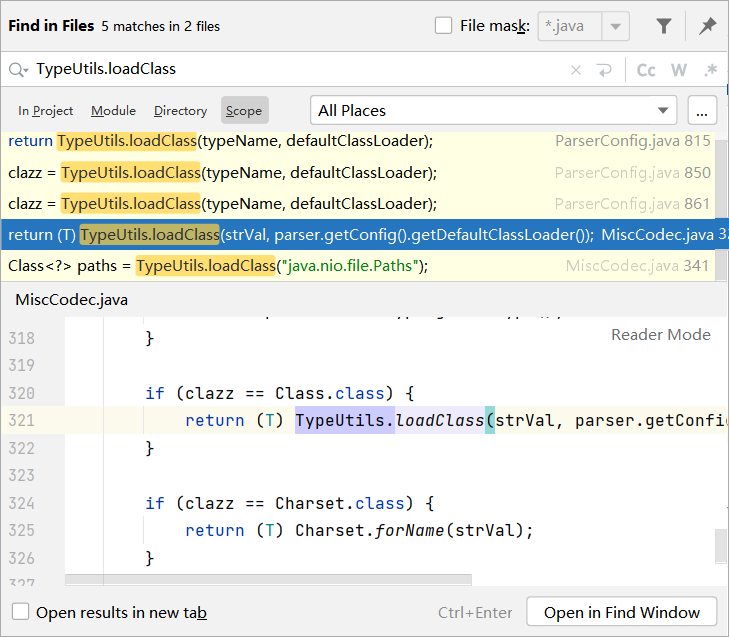 Find in Files 5 matches in 2 files File mask: *.java
TypeUtils.loadClass Cc W .*
In Project Module Directory Scope All Places ...
return TypeUtils.loadClass(typeName, defaultClassLoader); ParserConfig.java 815
clazz = TypeUtils.loadClass(typeName, defaultClassLoader); ParserConfig.java 850
clazz = TypeUtils.loadClass(typeName, defaultClassLoader); ParserConfig.java 861
return (T) TypeUtils.loadClass(strVal, parser.getConfig().getDefaultClassLoader()); MiscCodec.java
Class<?> paths = TypeUtils.loadClass("java.nio.file.Paths"); MiscCodec.java 341
MiscCodec.java
Reader Mode
318 }
319
320 if (clazz == Class.class) {
321 return (T) TypeUtils.loadClass(strVal, parser.getConfi
322 }
323
324 if (clazz == Charset.class) {
325 return (T) Charset.forName(strVal);
326 }
327
Open results in new tab Ctrl+Enter Open in Find Window